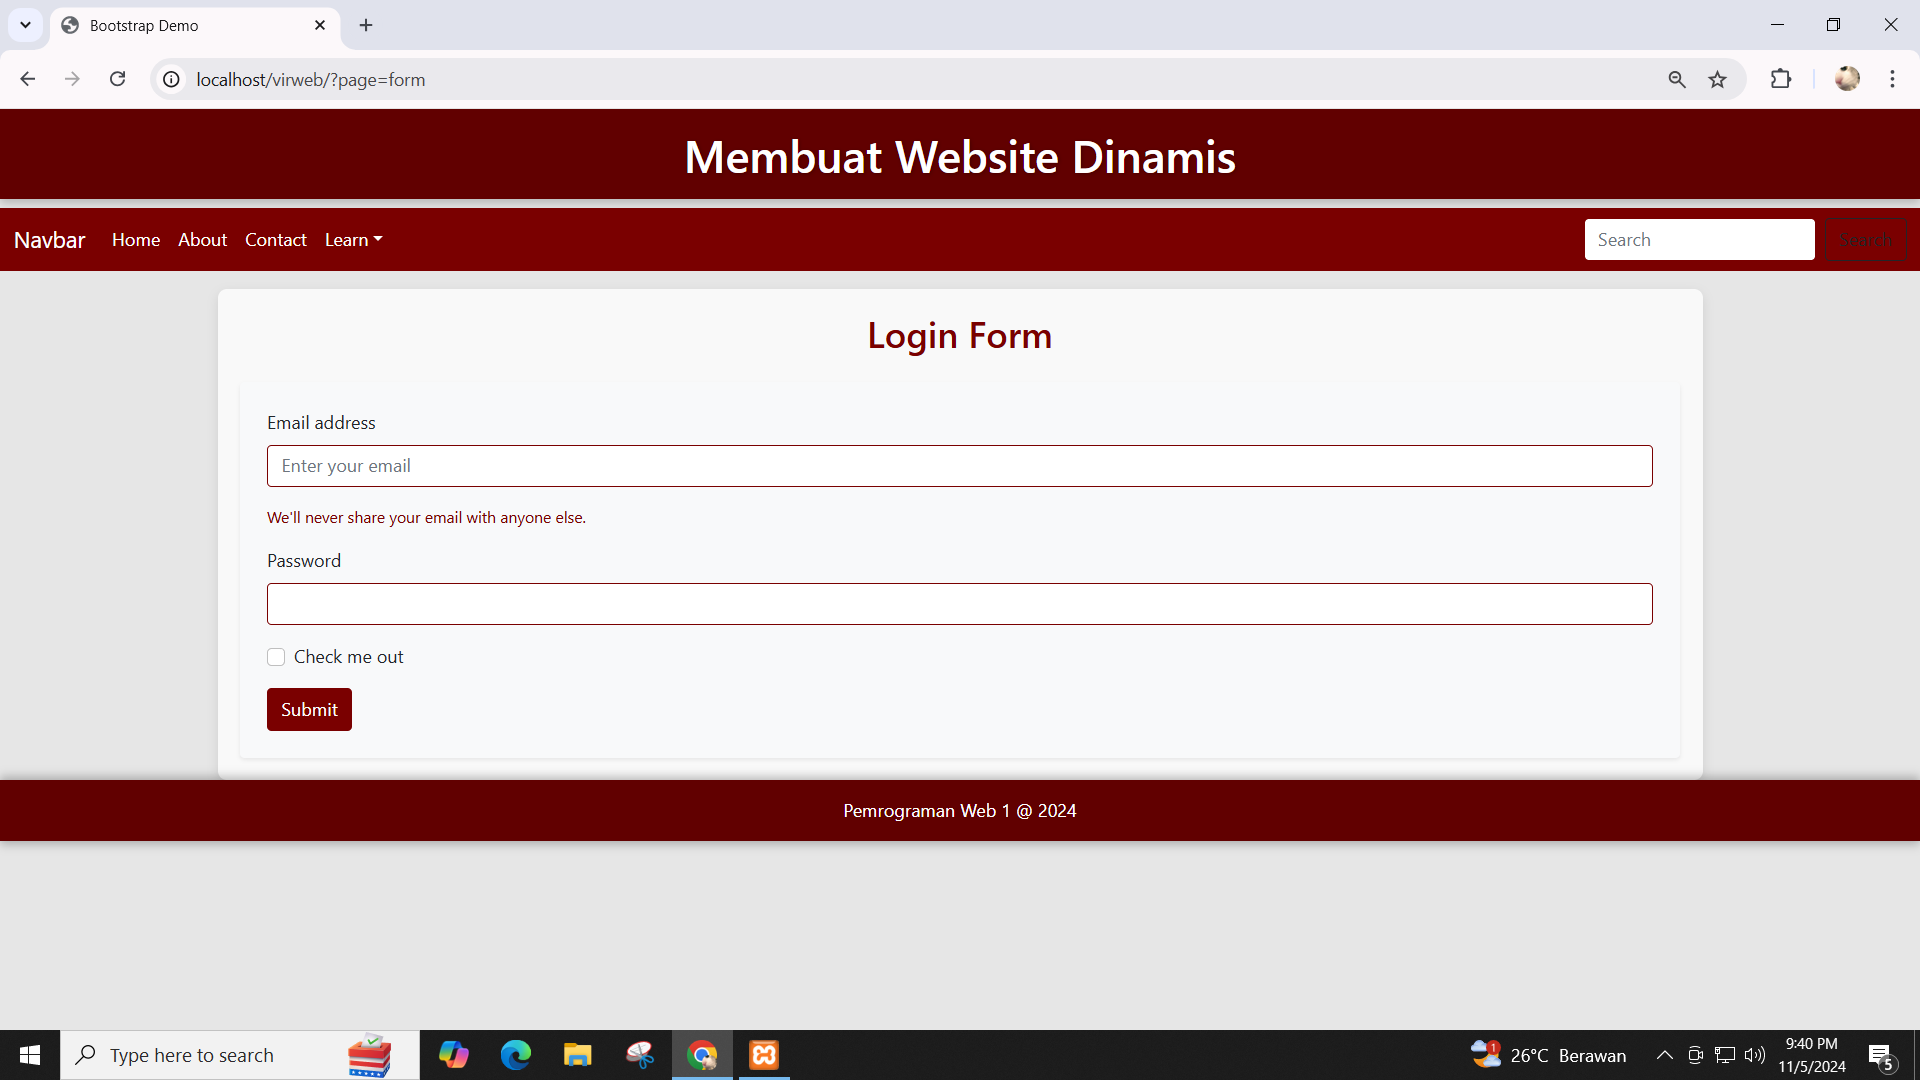 Bootstrap Demo
localhost/virweb/?page=form
Membuat Website Dinamis
Navbar Home About Contact Learn Search Search
Login Form
Email address
Enter your email
We'll never share your email with anyone else.
Password
Check me out
Submit
Pemrograman Web 1 @ 2024
Type here to search
1
26°C Berawan
9:40 PM
11/5/2024
5